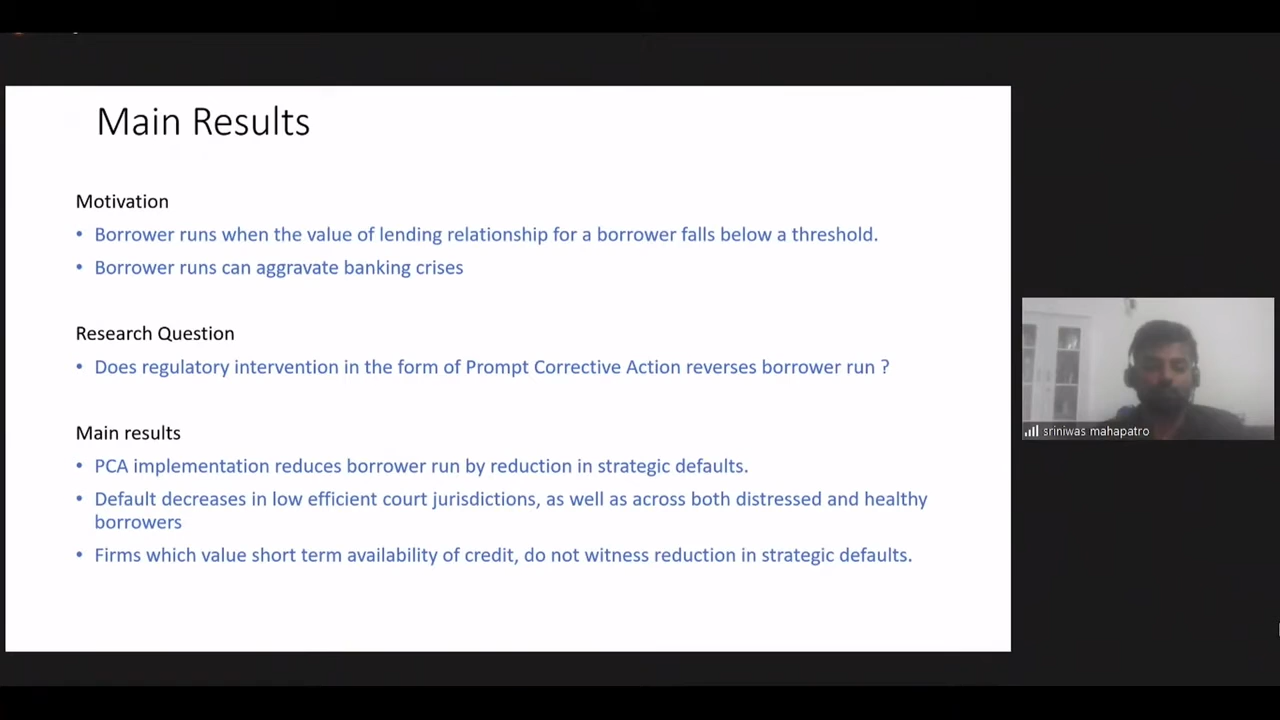 Main Results
Motivation
• Borrower runs when the value of lending relationship for a borrower falls below a threshold.
• Borrower runs can aggravate banking crises
Research Question
• Does regulatory intervention in the form of Prompt Corrective Action reverses borrower run ?
Main results
• PCA implementation reduces borrower run by reduction in strategic defaults.
• Default decreases in low efficient court jurisdictions, as well as across both distressed and healthy
borrowers
• Firms which value short term availability of credit, do not witness reduction in strategic defaults.
sriniwas mahapatro